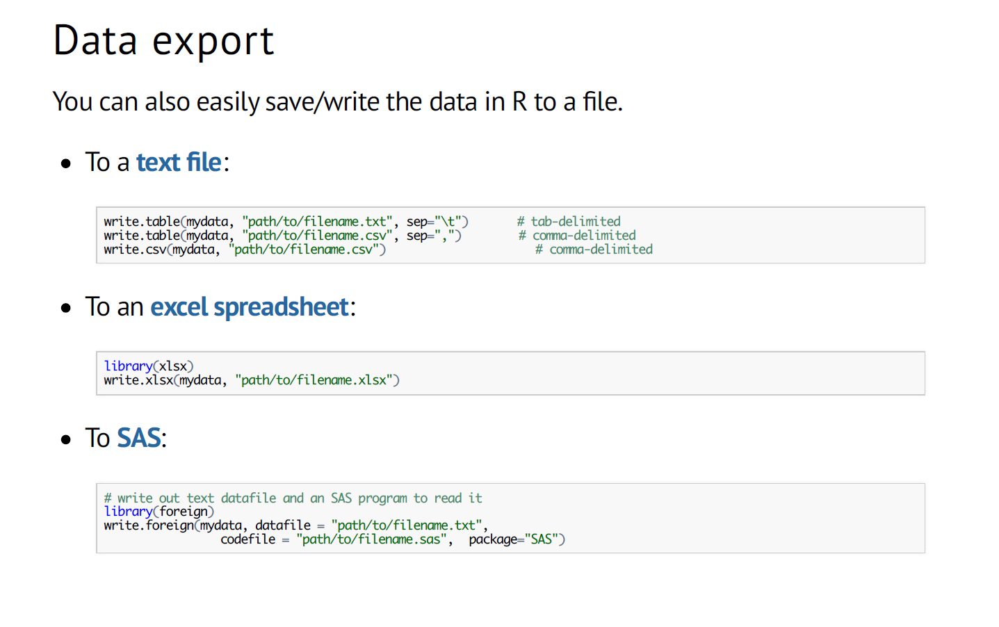 Data export
You can also easily save/write the data in R to a file.
• To a text file:
write.table(mydata, "path/to/filename.txt", sep="\t")       # tab-delimited
write.table(mydata, "path/to/filename.csv", sep=",")        # comma-delimited
write.csv(mydata, "path/to/filename.csv")                      # comma-delimited
• To an excel spreadsheet:
library(xlsx)
write.xlsx(mydata, "path/to/filename.xlsx")
• To SAS:
# write out text datafile and an SAS program to read it
library(foreign)
write.foreign(mydata, datafile = "path/to/filename.txt",
                 codefile = "path/to/filename.sas",  package="SAS")